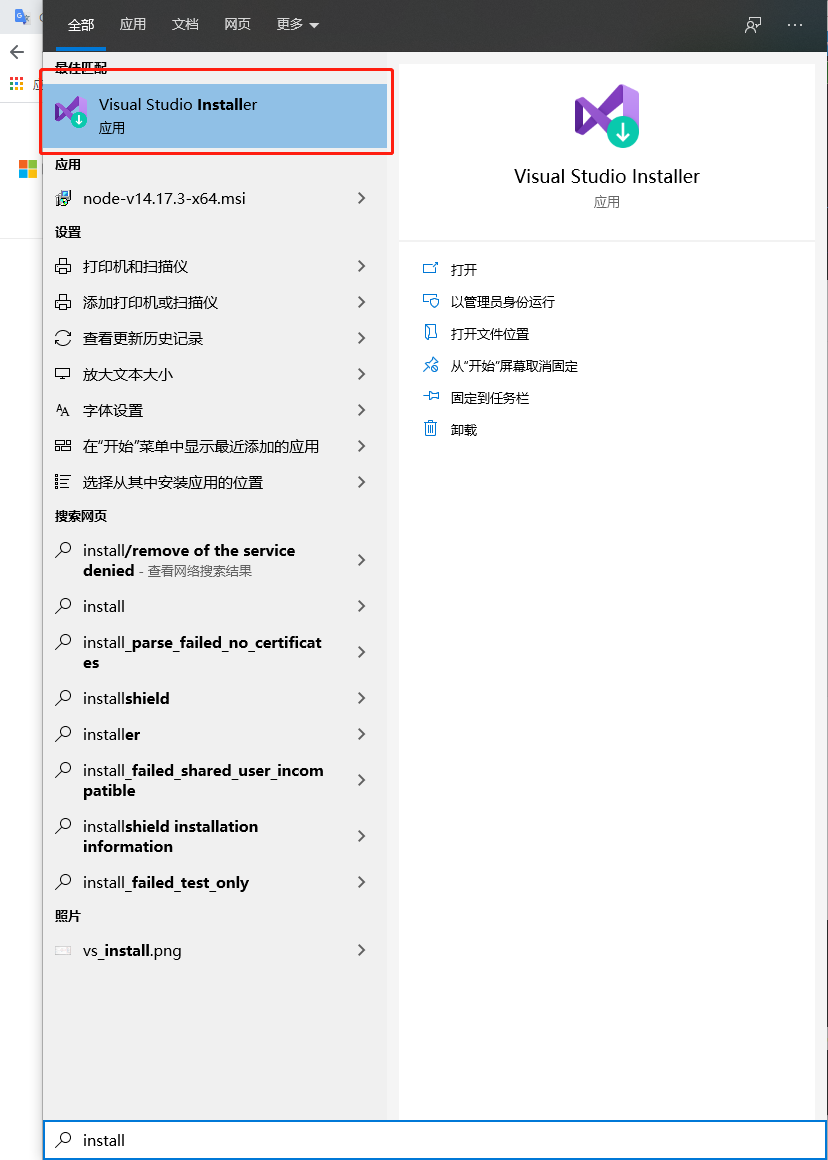 全部
应用
文档
网页
更多
最佳匹配
Visual Studio Installer
应用
应用
node-v14.17.3-x64.msi
设置
打印机和扫描仪
添加打印机或扫描仪
查看更新历史记录
放大文本大小
字体设置
在“开始”菜单中显示最近添加的应用
选择从其中安装应用的位置
搜索网页
install/remove of the service
denied - 查看网络搜索结果
install
install_parse_failed_no_certificat
es
installshield
installer
install_failed_shared_user_incom
patible
installshield installation
information
install_failed_test_only
照片
vs_install.png
Visual Studio Installer
应用
打开
以管理员身份运行
打开文件位置
从“开始”屏幕取消固定
固定到任务栏
卸载
install